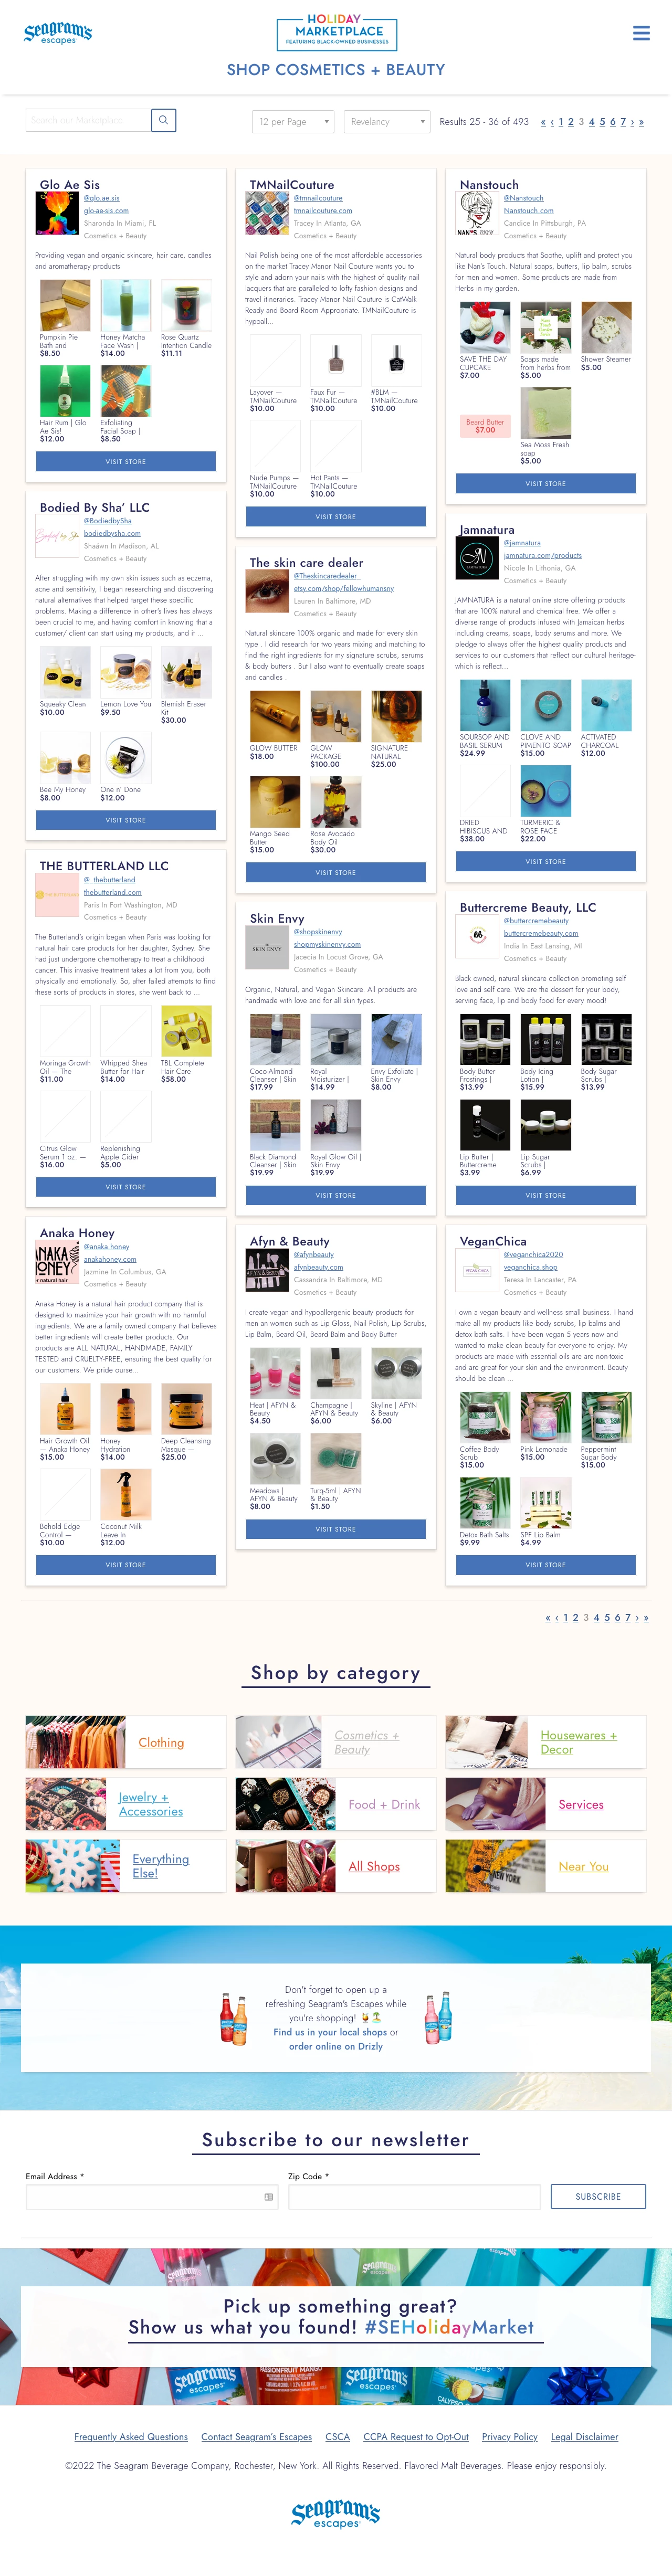 Seagram's
escapes
HOLIDAY
MARKETPLACE
FEATURING BLACK-OWNED BUSINESSES
SHOP COSMETICS + BEAUTY
Search our Marketplace
12 per Page
Revelancy
Results 25 - 36 of 493
« ‹ 1 2 3 4 5 6 7 › »
Glo Ae Sis
@glo.ae.sis
glo-ae-sis.com
Sharonda In Miami, FL
Cosmetics + Beauty
Providing vegan and organic skincare, hair care, candles
and aromatherapy products
Pumpkin Pie
Bath and
$8.50
Honey Matcha
Face Wash |
$14.00
Rose Quartz
Intention Candle
$11.11
Hair Rum | Glo
Ae Sis!
$12.00
Exfoliating
Facial Soap |
$8.50
VISIT STORE
Bodied By Sha' LLC
@BodiedbySha
bodiedbysha.com
Shadwn In Madison, AL
Cosmetics + Beauty
After struggling with my own skin issues such as eczema,
acne, and sensitivity, I began researching and discovering
natural alternatives that helped target these specific
problems. Making a difference in other's lives has always
been crucial to me, and having comfort in knowing that a
customer/ client can start using my products, and it ...
Squeaky Clean
$10.00
Lemon Love You
$9.50
Blemish Eraser
Kit
$30.00
Bee My Honey
$8.00
One n' Done
$12.00
VISIT STORE
THE BUTTERLAND LLC
@_thebutterland
thebutterland.com
Paris In Fort Washington, MD
Cosmetics + Beauty
The Butterland's origin began when Paris was looking for
natural hair care products for her daughter, Sydney. She
had just undergone chemotherapy to treat a childhood
cancer. This invasive treatment takes a lot from you, both
physically and emotionally. So, after failed attempts to find
these sorts of products in stores, she went back to ...
Moringa Growth
Oil — The
$11.00
Whipped Shea
Butter for Hair
$14.00
TBL Complete
Hair Care
$58.00
Citrus Glow
Serum 1 oz. —
$16.00
Replenishing
Apple Cider
$5.00
VISIT STORE
Anaka Honey
ANAKA
HONEY
@anaka.honey
anakahoney.com
Jazmine In Columbus, GA
Cosmetics + Beauty
Anaka Honey is a natural hair product company that is
designed to maximize your hair growth with no harmful
ingredients. We are a family owned company that believes
better ingredients will create better products. Our
products are ALL NATURAL, HANDMADE, FAMILY
TESTED and CRUELTY-FREE, ensuring the best quality for
our customers. We pride ourse...
Hair Growth Oil
— Anaka Honey
$15.00
Honey
Hydration
$14.00
Deep Cleansing
Masque —
$25.00
Behold Edge
Control —
$10.00
Coconut Milk
Leave In
$12.00
VISIT STORE
TMNailCouture
@tmnailcouture
tmnailcouture.com
Tracey In Atlanta, GA
Cosmetics + Beauty
Nail Polish being one of the most affordable accessories
on the market Tracey Manor Nail Couture wants you to
style and adorn your nails with the highest of quality nail
lacquers that are paralleled to lofty fashion designs and
travel itineraries. Tracey Manor Nail Couture is CatWalk
Ready and Board Room Appropriate. TMNailCouture is
hypoall...
Layover —
TMNailCouture
$10.00
Faux Fur —
TMNailCouture
$10.00
#BLM —
TMNailCouture
$10.00
Nude Pumps —
TMNailCouture
$10.00
Hot Pants —
TMNailCouture
$10.00
VISIT STORE
The skin care dealer
@Theskincaredealer_
etsy.com/shop/fellowhumansny
Lauren In Baltimore, MD
Cosmetics + Beauty
Natural skincare 100% organic and made for every skin
type . I did research for two years mixing and matching to
find the right ingredients for my signature scrubs, serums
& body butters . But I also want to eventually create soaps
and candles .
GLOW BUTTER
$18.00
GLOW
PACKAGE
$100.00
SIGNATURE
NATURAL
$25.00
Mango Seed
Butter
$15.00
Rose Avocado
Body Oil
$30.00
VISIT STORE
Skin Envy
SKIN ENVY
@shopskinenvy
shopmyskinenvy.com
Jacecia In Locust Grove, GA
Cosmetics + Beauty
Organic, Natural, and Vegan Skincare. All products are
handmade with love and for all skin types.
Coco-Almond
Cleanser | Skin
$17.99
Royal
Moisturizer |
$14.99
Envy Exfoliate |
Skin Envy
$8.00
Black Diamond
Cleanser | Skin
$19.99
Royal Glow Oil |
Skin Envy
$19.99
VISIT STORE
Afyn & Beauty
AFYN & BEAUTY
@afynbeauty
afynbeauty.com
Cassandra In Baltimore, MD
Cosmetics + Beauty
I create vegan and hypoallergenic beauty products for
men an women such as Lip Gloss, Nail Polish, Lip Scrubs,
Lip Balm, Beard Oil, Beard Balm and Body Butter
Heat | AFYN &
Beauty
$4.50
Champagne |
AFYN & Beauty
$6.00
Skyline | AFYN
& Beauty
$6.00
Meadows |
AFYN & Beauty
$8.00
Turq-5ml | AFYN
& Beauty
$1.50
VISIT STORE
Nanstouch
@Nanstouch
Nanstouch.com
Candice In Pittsburgh, PA
Cosmetics + Beauty
Natural body products that Soothe, uplift and protect you
like Nan's Touch. Natural soaps, butters, lip balm, scrubs
for men and women. Some products are made from
Herbs in my garden.
SAVE THE DAY
CUPCAKE
$7.00
Soaps made
from herbs from
$5.00
Shower Steamer
$5.00
Beard Butter
$7.00
Sea Moss Fresh
soap
$5.00
VISIT STORE
Jamnatura
@jamnatura
jamnatura.com/products
Nicole In Lithonia, GA
Cosmetics + Beauty
JAMNATURA is a natural online store offering products
that are 100% natural and chemical free. We offer a
diverse range of products infused with Jamaican herbs
including creams, soaps, body serums and more. We
pledge to always offer the highest quality products and
services to our customers that reflect our cultural heritage-
which is reflect...
SOURSOP AND
BASIL SERUM
$24.99
CLOVE AND
PIMENTO SOAP
$15.00
ACTIVATED
CHARCOAL
$12.00
DRIED
HIBISCUS AND
$38.00
TURMERIC &
ROSE FACE
$22.00
VISIT STORE
Buttercreme Beauty, LLC
@buttercremebeauty
buttercremebeauty.com
India In East Lansing, MI
Cosmetics + Beauty
Black owned, natural skincare collection promoting self
love and self care. We are the dessert for your body,
serving face, lip and body food for every mood!
Body Butter
Frostings |
$13.99
Body Icing
Lotion |
$15.99
Body Sugar
Scrubs |
$13.99
Lip Butter |
Buttercreme
$3.99
Lip Sugar
Scrubs |
$6.99
VISIT STORE
VeganChica
@veganchica2020
veganchica.shop
Teresa In Lancaster, PA
Cosmetics + Beauty
I own a vegan beauty and wellness small business. I hand
make all my products like body scrubs, lip balms and
detox bath salts. I have been vegan 5 years now and
wanted to make clean beauty for everyone to enjoy. My
products are made with essential oils and are non-toxic
and are great for your skin and the environment. Beauty
should be clean ...
Coffee Body
Scrub
$15.00
Pink Lemonade
$15.00
Peppermint
Sugar Body
$15.00
Detox Bath Salts
$9.99
SPF Lip Balm
$4.99
VISIT STORE
« ‹ 1 2 3 4 5 6 7 › »
Shop by category
Clothing
Cosmetics +
Beauty
Housewares +
Decor
Jewelry +
Accessories
Food + Drink
Services
Everything
Else!
All Shops
NEW YORK
Near You
Don't forget to open up a
refreshing Seagram's Escapes while
you're shopping! 🍹🏝️
Find us in your local shops or
order online on Drizly
Subscribe to our newsletter
Email Address *
Zip Code *
SUBSCRIBE
Pick up something great?
Show us what you found! #SEHolidayMarket
Frequently Asked Questions
Contact Seagram's Escapes
CSCA
CCPA Request to Opt-Out
Privacy Policy
Legal Disclaimer
©2022 The Seagram Beverage Company, Rochester, New York. All Rights Reserved. Flavored Malt Beverages. Please enjoy responsibly.
Seagram's
escapes